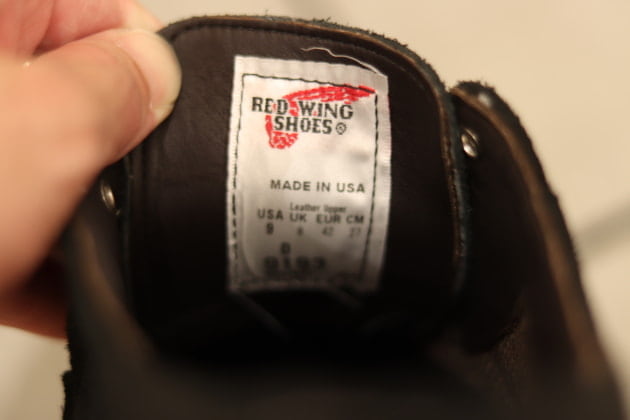 RED WING
SHOES®
MADE IN USA
Leather Upper
USA UK EUR CM
9 8 42 27
D